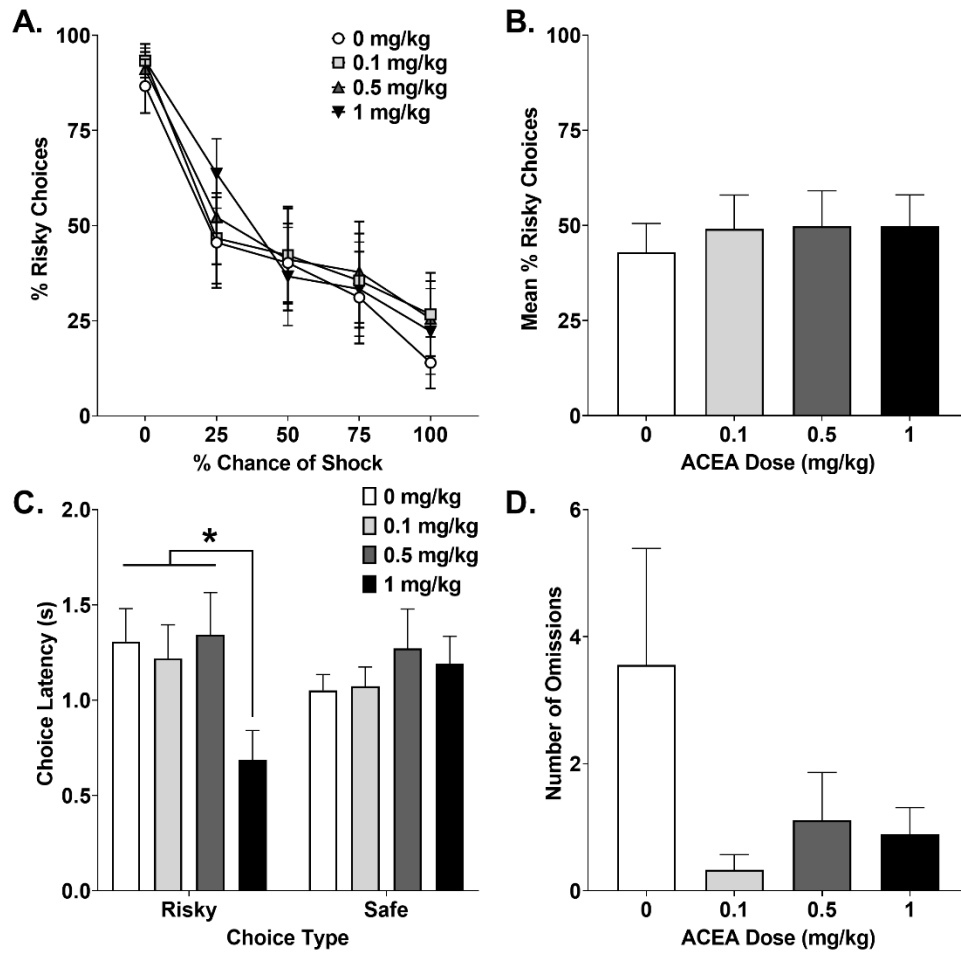 A.
100
75
50
25
0
% Risky Choices
0 mg/kg
0.1 mg/kg
0.5 mg/kg
1 mg/kg
0 25 50 75 100
% Chance of Shock
B.
100
75
50
25
0
Mean % Risky Choices
0 0.1 0.5 1
ACEA Dose (mg/kg)
C.
2.0
1.5
1.0
0.5
0.0
Choice Latency (s)
*
0 mg/kg
0.1 mg/kg
0.5 mg/kg
1 mg/kg
Risky Safe
Choice Type
D.
6
4
2
0
Number of Omissions
0 0.1 0.5 1
ACEA Dose (mg/kg)